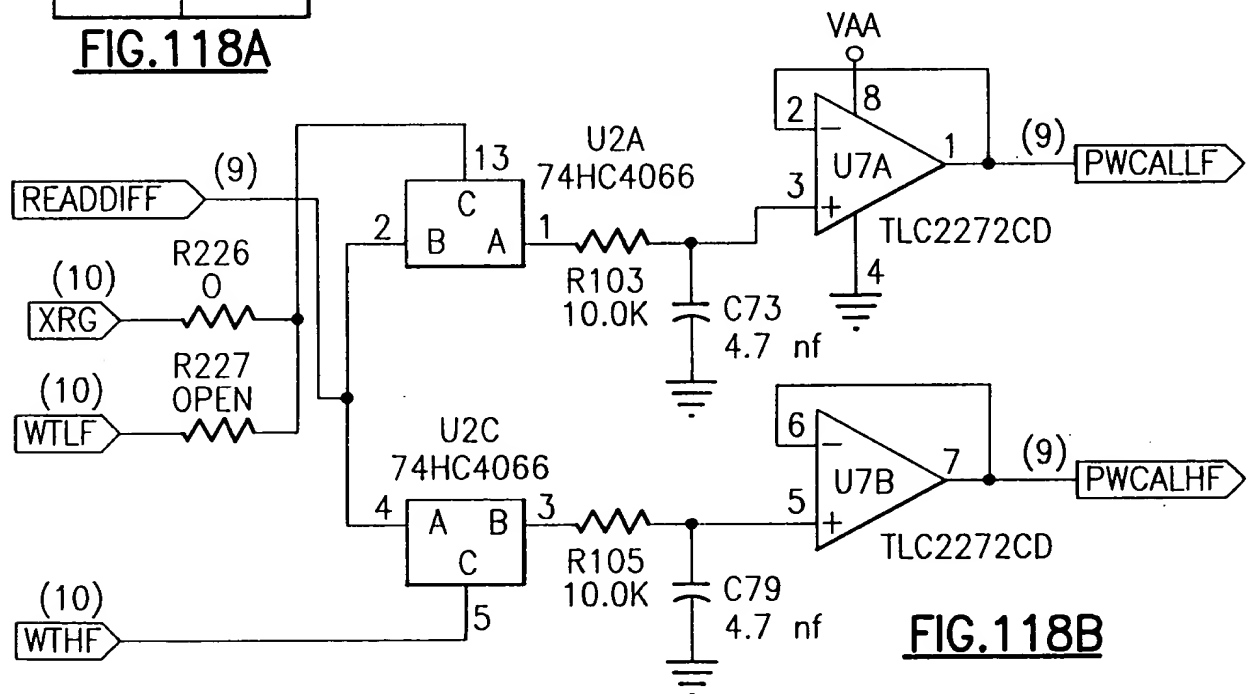 FIG.118A
VAA
8
2
−
1
U7A
3
+
4
TLC2272CD
(9)
PWCALLF
U2A
74HC4066
13
C
2
B
A
1
READDIFF
(9)
R103
10.0K
C73
4.7 nf
(10)
XRG
R226
0
(10)
WTLF
R227
OPEN
U2C
74HC4066
4
A
B
3
C
5
R105
10.0K
C79
4.7 nf
6
−
7
U7B
5
+
TLC2272CD
(9)
PWCALHF
(10)
WTHF
FIG.118B